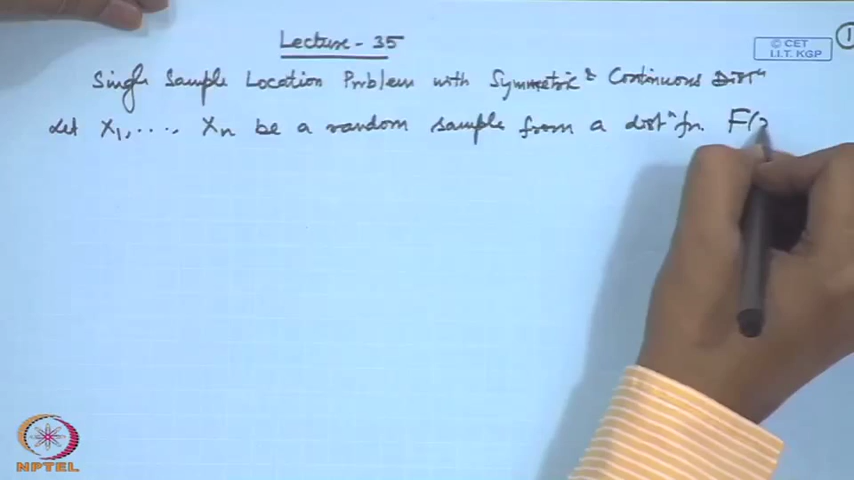 Lecture - 35
© CET
I.I.T. KGP
1
Single Sample Location Problem with Symmetric & Continuous Distⁿ
Let X₁, .... Xₙ be a random sample from a distⁿ fn. F(
NPTEL